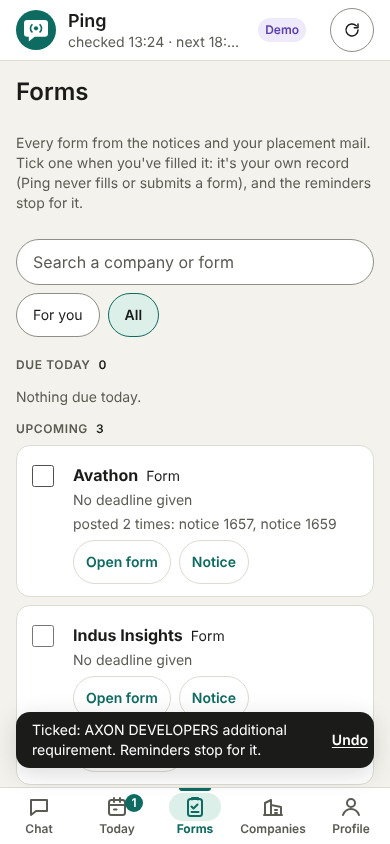 Ping
checked 13:24 · next 18:...
Demo
Forms
Every form from the notices and your placement mail.
Tick one when you've filled it: it's your own record
(Ping never fills or submits a form), and the reminders
stop for it.
Search a company or form
For you
All
DUE TODAY 0
Nothing due today.
UPCOMING 3
Avathon Form
No deadline given
posted 2 times: notice 1657, notice 1659
Open form
Notice
Indus Insights Form
No deadline given
Open form
Notice
Ticked: AXON DEVELOPERS additional
requirement. Reminders stop for it.
Undo
1
Chat
Today
Forms
Companies
Profile